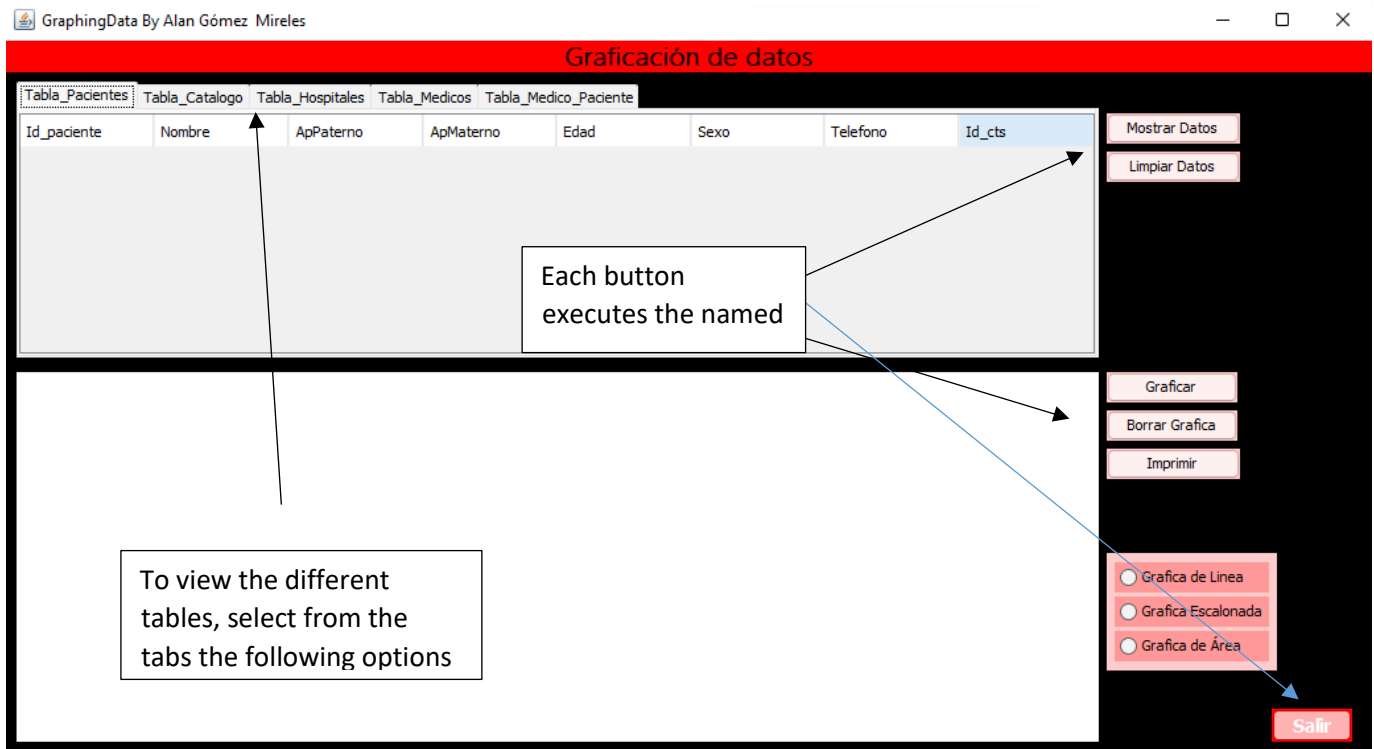 GraphingData By Alan Gómez Mireles
Graficación de datos
Tabla_Pacientes Tabla_Catalogo Tabla_Hospitales Tabla_Medicos Tabla_Medico_Paciente
Id_paciente Nombre ApPaterno ApMaterno Edad Sexo Telefono Id_cts
Mostrar Datos
Limpiar Datos
Each button
executes the named
Graficar
Borrar Grafica
Imprimir
To view the different
tables, select from the
tabs the following options
Grafica de Linea
Grafica Escalonada
Grafica de Área
Salir